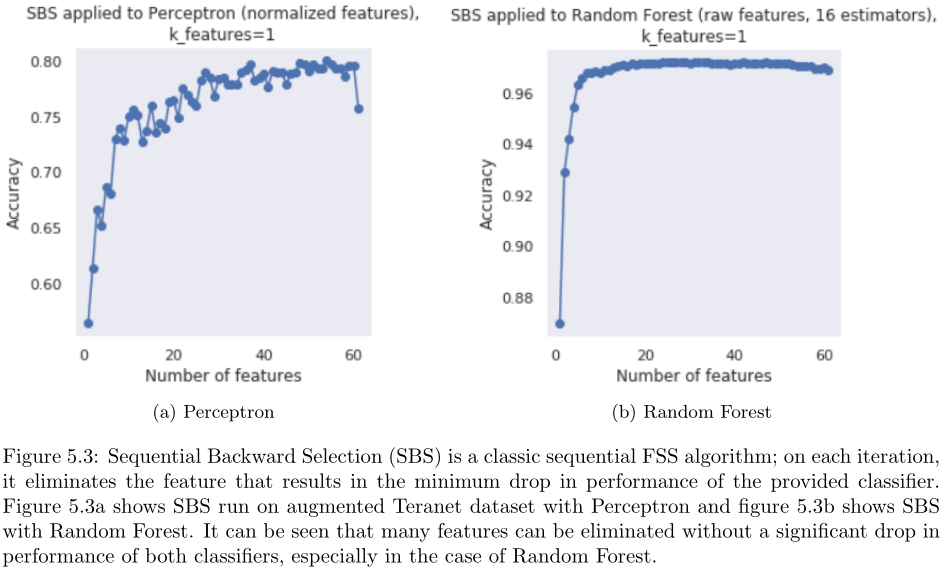 SBS applied to Perceptron (normalized features),
k_features=1
0.80
0.75
0.70
0.65
0.60
Accuracy
0
20
40
60
Number of features
(a) Perceptron
SBS applied to Random Forest (raw features, 16 estimators),
k_features=1
0.96
0.94
0.92
0.90
0.88
Accuracy
0
20
40
60
Number of features
(b) Random Forest
Figure 5.3: Sequential Backward Selection (SBS) is a classic sequential FSS algorithm; on each iteration,
it eliminates the feature that results in the minimum drop in performance of the provided classifier.
Figure 5.3a shows SBS run on augmented Teranet dataset with Perceptron and figure 5.3b shows SBS
with Random Forest. It can be seen that many features can be eliminated without a significant drop in
performance of both classifiers, especially in the case of Random Forest.